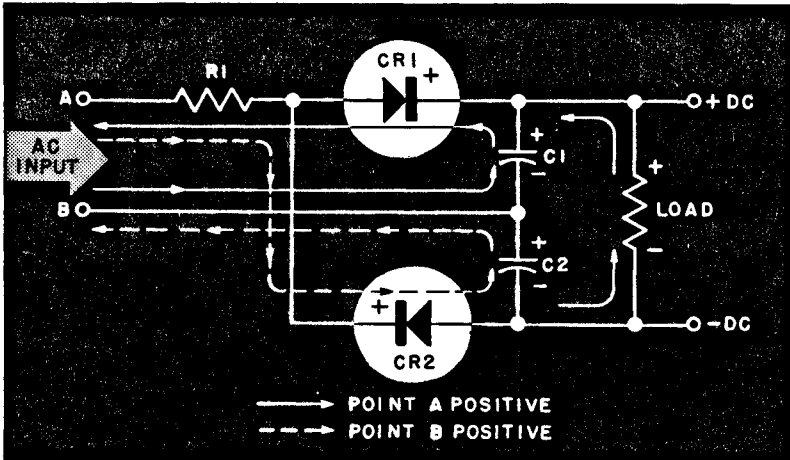 CR1
+
R1
A
+ DC
AC
INPUT
+
C1
-
+
LOAD
-
B
+
C2
-
+
- DC
CR2
POINT A POSITIVE
POINT B POSITIVE